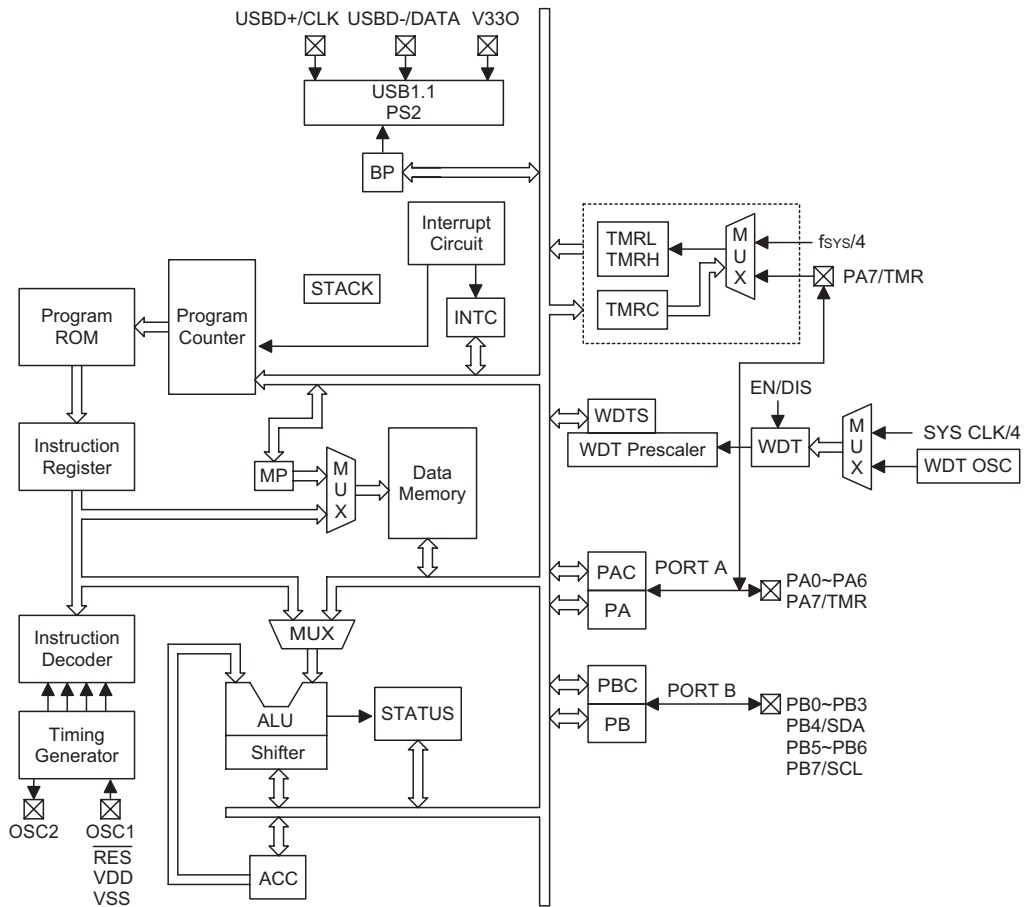 USBD+/CLK USBD-/DATA V33O
USB1.1
PS2
BP
Interrupt
Circuit
STACK
INTC
Program
ROM
Program
Counter
TMRL
TMRH
TMRC
MUX
fSYS/4
PA7/TMR
EN/DIS
WDTS
WDT Prescaler
WDT
MUX
SYS CLK/4
WDT OSC
Instruction
Register
MP
MUX
Data
Memory
PAC
PA
PORT A
PA0~PA6
PA7/TMR
Instruction
Decoder
MUX
ALU
Shifter
STATUS
PBC
PB
PORT B
PB0~PB3
PB4/SDA
PB5~PB6
PB7/SCL
Timing
Generator
OSC2
OSC1
RES
VDD
VSS
ACC